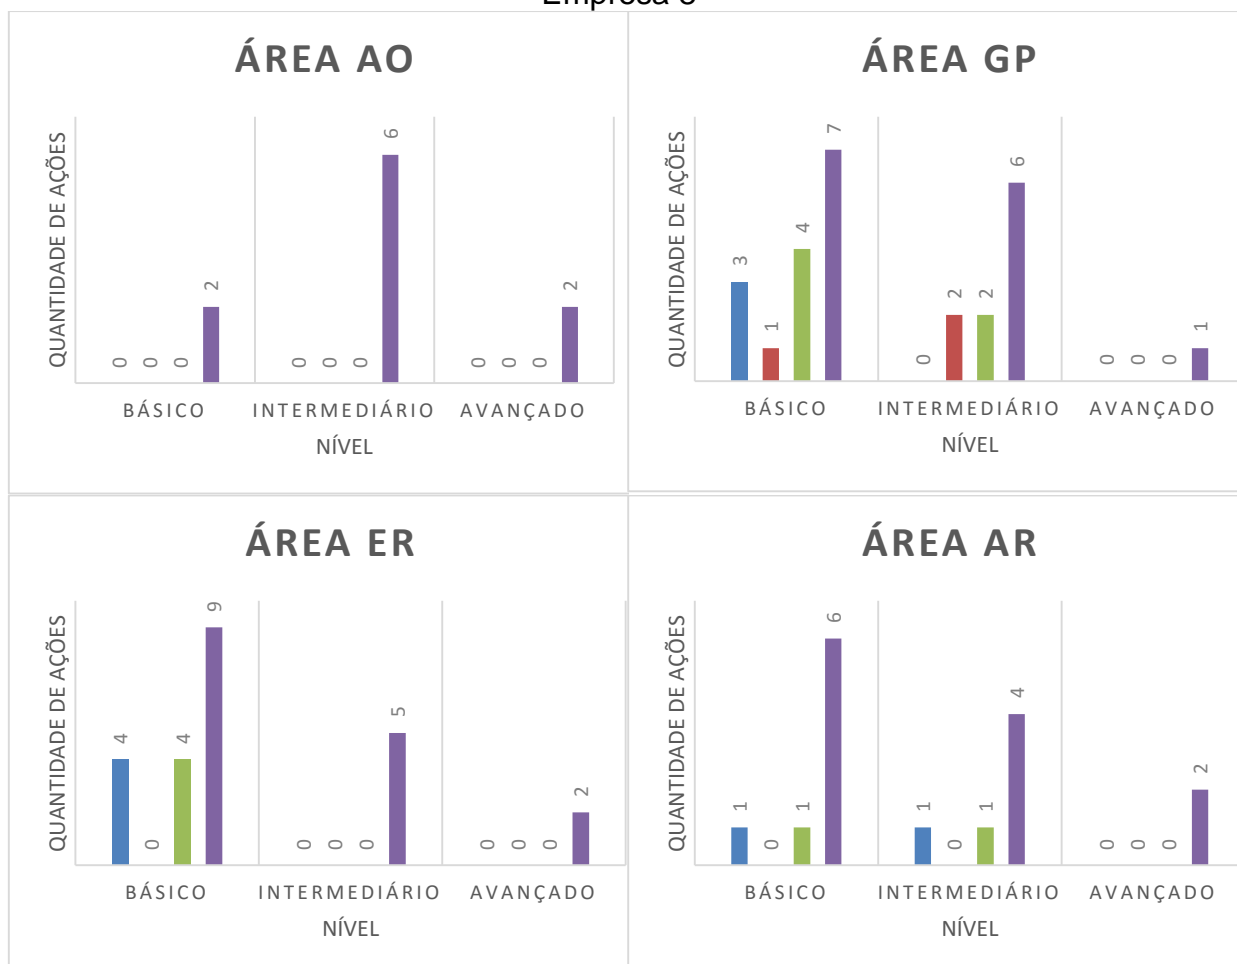 ÁREA AO
QUANTIDADE DE AÇÕES
0 0 0 2
0 0 0 6
0 0 0 2
BÁSICO INTERMEDIÁRIO AVANÇADO
NÍVEL
ÁREA GP
QUANTIDADE DE AÇÕES
3 1 4 7
0 2 2 6
0 0 0 1
BÁSICO INTERMEDIÁRIO AVANÇADO
NÍVEL
ÁREA ER
QUANTIDADE DE AÇÕES
4 0 4 9
0 0 0 5
0 0 0 2
BÁSICO INTERMEDIÁRIO AVANÇADO
NÍVEL
ÁREA AR
QUANTIDADE DE AÇÕES
1 0 1 6
1 0 1 4
0 0 0 2
BÁSICO INTERMEDIÁRIO AVANÇADO
NÍVEL